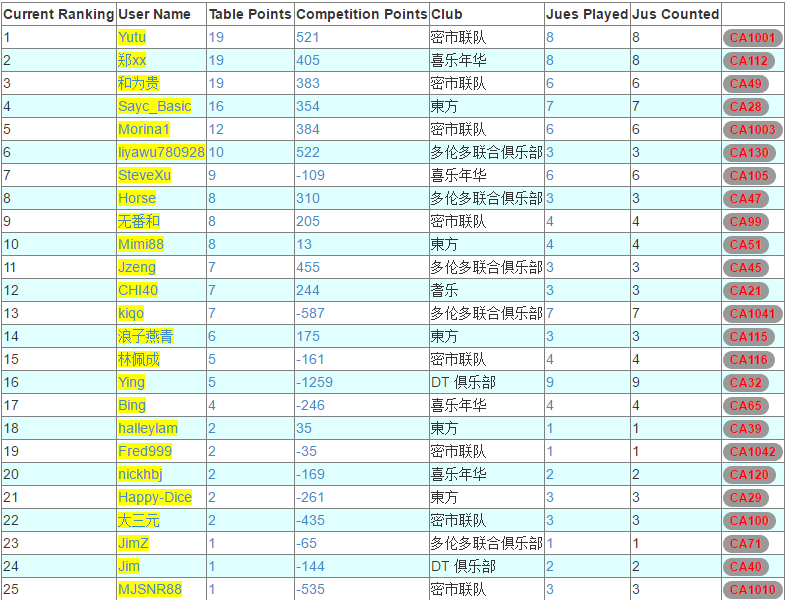 Current Ranking User Name Table Points Competition Points Club Jues Played Jus Counted
1 Yutu 19 521 密市联队 8 8 CA1001
2 郑xx 19 405 喜乐年华 8 8 CA112
3 和为贵 19 383 密市联队 6 6 CA49
4 Sayc_Basic 16 354 東方 7 7 CA28
5 Morina1 12 384 密市联队 6 6 CA1003
6 liyawu780928 10 522 多伦多联合俱乐部 3 3 CA130
7 SteveXu 9 -109 喜乐年华 6 6 CA105
8 Horse 8 310 多伦多联合俱乐部 3 3 CA47
9 无番和 8 205 密市联队 4 4 CA99
10 Mimi88 8 13 東方 4 4 CA51
11 Jzeng 7 455 多伦多联合俱乐部 3 3 CA45
12 CHI40 7 244 耆乐 3 3 CA21
13 kiqo 7 -587 多伦多联合俱乐部 7 7 CA1041
14 浪子燕青 6 175 東方 3 3 CA115
15 林佩成 5 -161 密市联队 4 4 CA116
16 Ying 5 -1259 DT 俱乐部 9 9 CA32
17 Bing 4 -246 喜乐年华 4 4 CA65
18 halleylam 2 35 東方 1 1 CA39
19 Fred999 2 -35 密市联队 1 1 CA1042
20 nickhbj 2 -169 喜乐年华 2 2 CA120
21 Happy-Dice 2 -261 東方 3 3 CA29
22 大三元 2 -435 密市联队 3 3 CA100
23 JimZ 1 -65 多伦多联合俱乐部 1 1 CA71
24 Jim 1 -144 DT 俱乐部 2 2 CA40
25 MJSNR88 1 -535 密市联队 3 3 CA1010